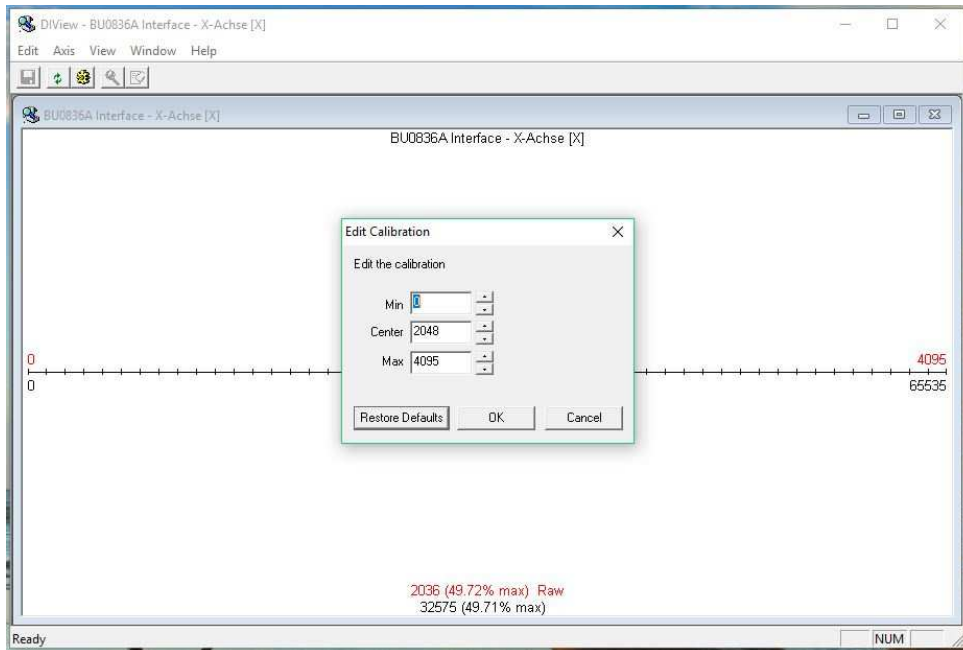 DIView - BU0836A Interface - X-Achse [X]
Edit Axis View Window Help
BU0836A Interface - X-Achse [X]
BU0836A Interface - X-Achse [X]
Edit Calibration
Edit the calibration
Min 0
Center 2048
Max 4095
0 4095
0 65535
Restore Defaults OK Cancel
2036 (49.72% max) Raw
32575 (49.71% max)
Ready NUM